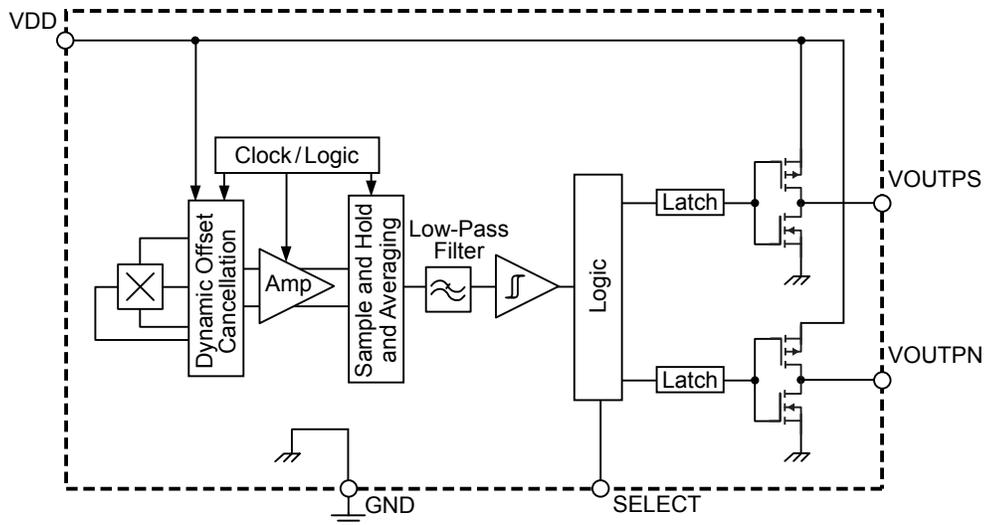 VDD
Clock/Logic
VOUTPS
Latch
Dynamic Offset
Cancellation
Amp
Sample and Hold
and Averaging
Low-Pass
Filter
Logic
VOUTPN
Latch
GND
SELECT